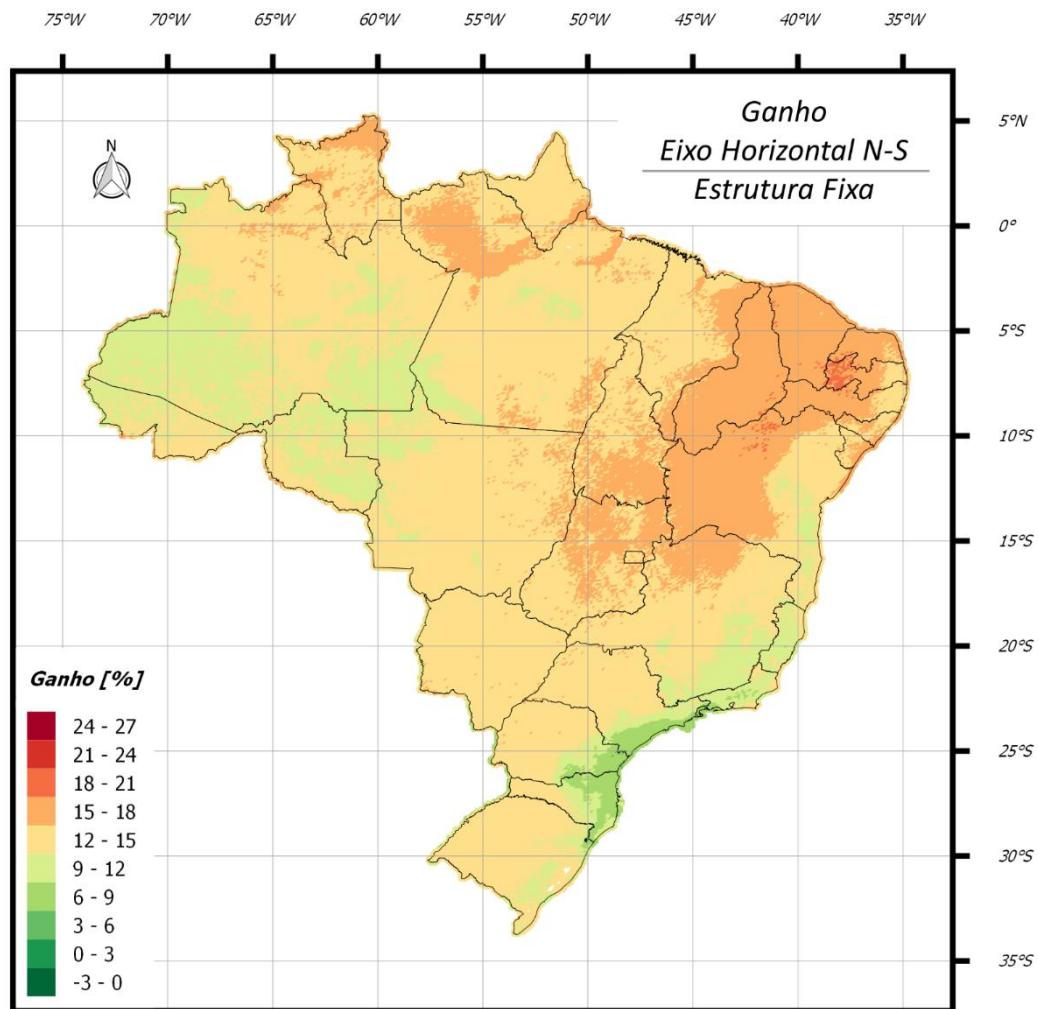 75°W 70°W 65°W 60°W 55°W 50°W 45°W 40°W 35°W
Ganho
Eixo Horizontal N-S
Estrutura Fixa
N
5°N
0°
5°S
10°S
15°S
20°S
25°S
30°S
35°S
Ganho [%]
24 - 27
21 - 24
18 - 21
15 - 18
12 - 15
9 - 12
6 - 9
3 - 6
0 - 3
-3 - 0